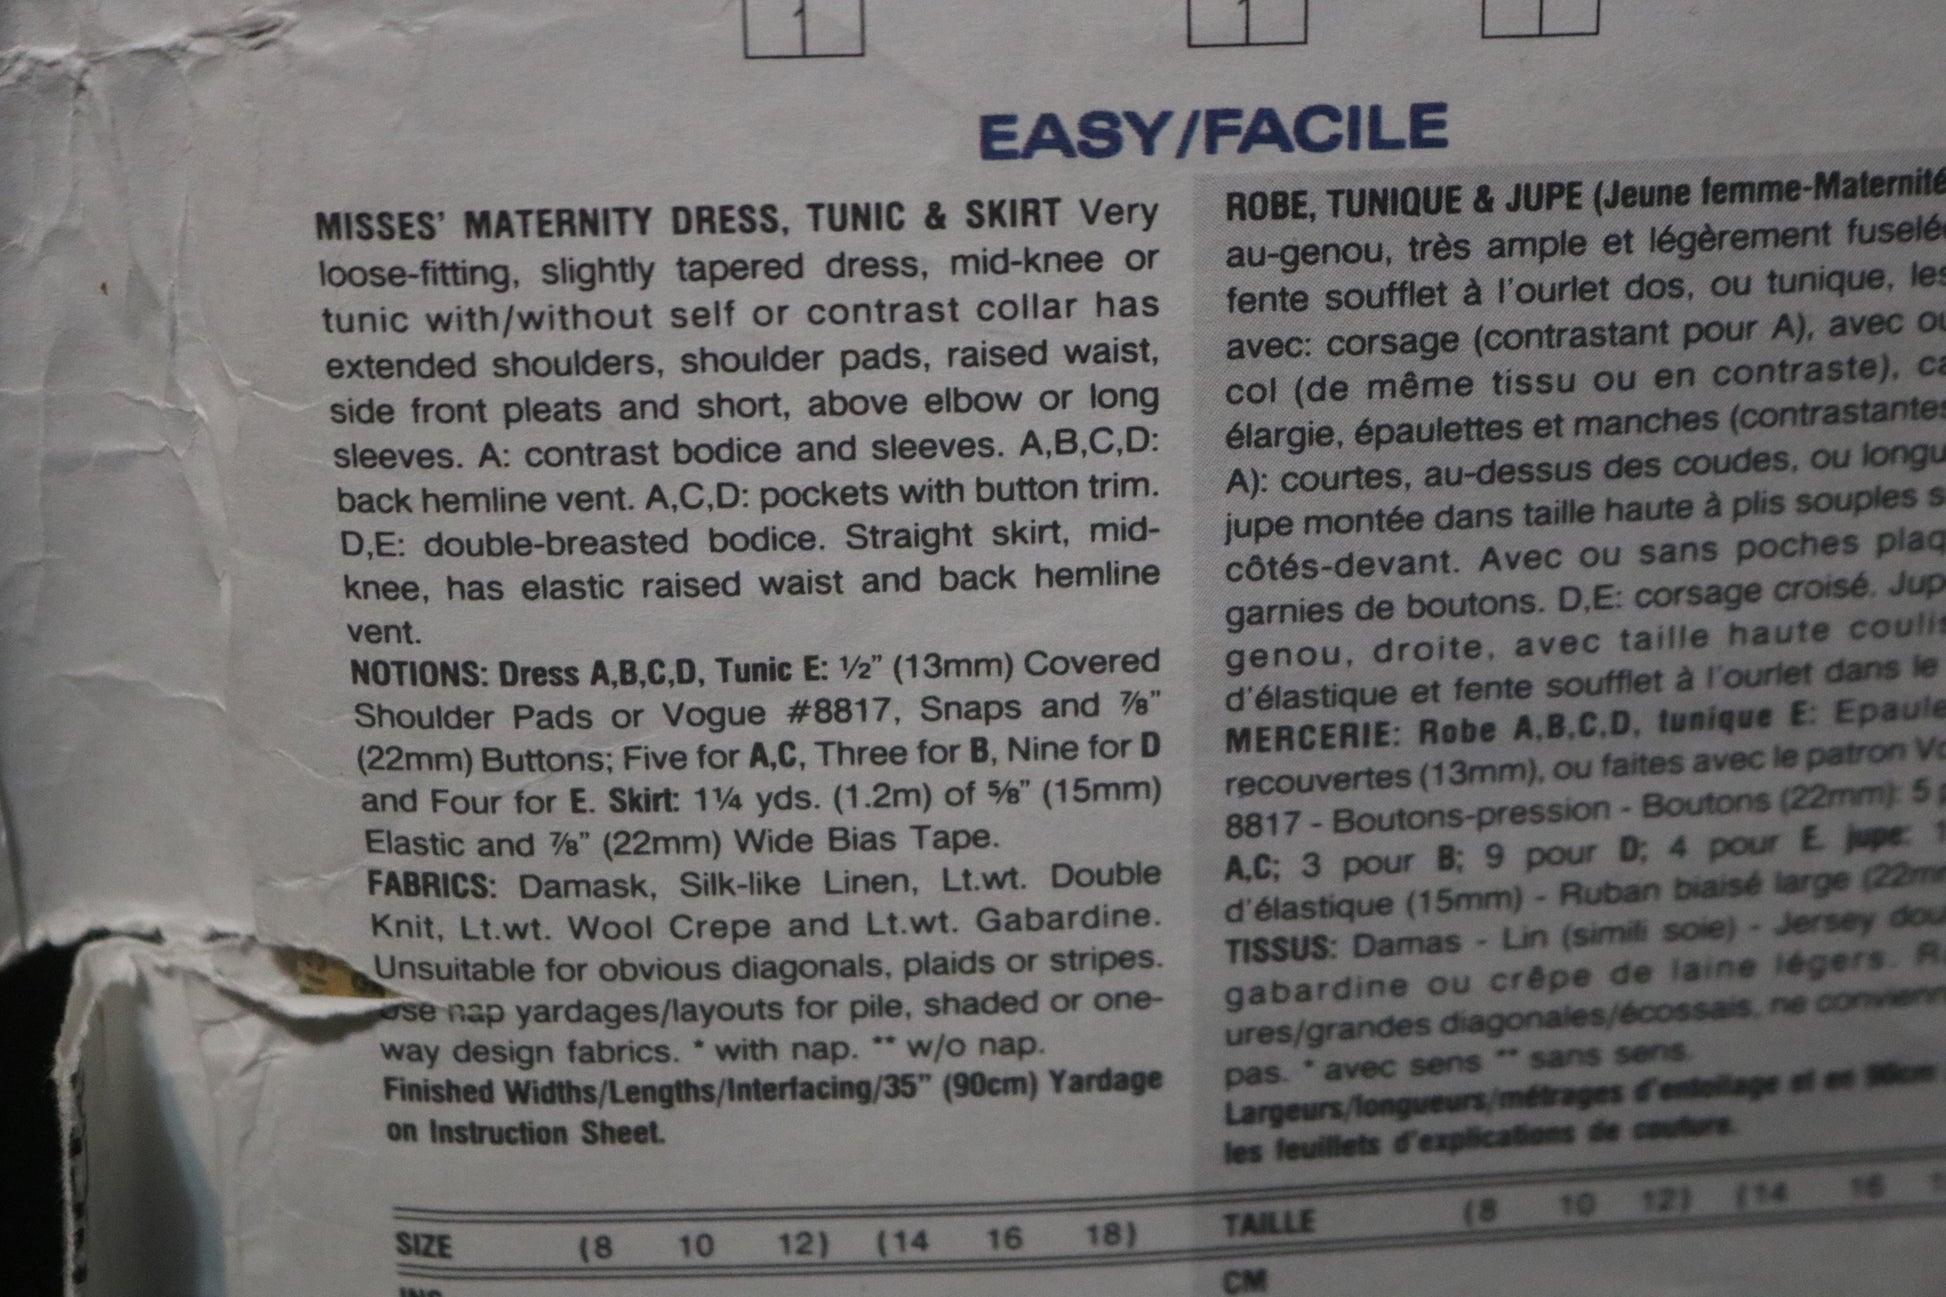 1
1
EASY/FACILE
MISSES' MATERNITY DRESS, TUNIC & SKIRT Very
loose-fitting, slightly tapered dress, mid-knee or
tunic with/without self or contrast collar has
extended shoulders, shoulder pads, raised waist,
side front pleats and short, above elbow or long
sleeves. A: contrast bodice and sleeves. A,B,C,D:
back hemline vent. A,C,D: pockets with button trim.
D,E: double-breasted bodice. Straight skirt, mid-
knee, has elastic raised waist and back hemline
vent.
NOTIONS: Dress A,B,C,D, Tunic E: ½" (13mm) Covered
Shoulder Pads or Vogue #8817, Snaps and ⅞"
(22mm) Buttons; Five for A,C, Three for B, Nine for D
and Four for E. Skirt: 1¼ yds. (1.2m) of ⅝" (15mm)
Elastic and ⅞" (22mm) Wide Bias Tape.
FABRICS: Damask, Silk-like Linen, Lt.wt. Double
Knit, Lt.wt. Wool Crepe and Lt.wt. Gabardine.
Unsuitable for obvious diagonals, plaids or stripes.
Use nap yardages/layouts for pile, shaded or one-
way design fabrics. * with nap. ** w/o nap.
Finished Widths/Lengths/Interfacing/35" (90cm) Yardage
on Instruction Sheet.
SIZE (8 10 12) (14 16 18)
ROBE, TUNIQUE & JUPE (Jeune femme-Maternité
au-genou, très ample et légèrement fuselé
fente soufflet à l'ourlet dos, ou tunique, les
avec: corsage (contrastant pour A), avec ou
col (de même tissu ou en contraste), ca
élargie, épaulettes et manches (contrastantes
A): courtes, au-dessus des coudes, ou longu
jupe montée dans taille haute à plis souples s
côtés-devant. Avec ou sans poches plaq
garnies de boutons. D,E: corsage croisé. Jup
genou, droite, avec taille haute coulis
d'élastique et fente soufflet à l'ourlet dans le
MERCERIE: Robe A,B,C,D, tunique E: Epaule
recouvertes (13mm), ou faites avec le patron Vo
8817 - Boutons-pression - Boutons (22mm): 5
A,C; 3 pour B; 9 pour D; 4 pour E. jupe: 1
d'élastique (15mm) - Ruban biaisé large (22mm
TISSUS: Damas - Lin (simili soie) - Jersey dou
gabardine ou crêpe de laine légers. R
ures/grandes diagonales/écossais, ne convienn
pas. * avec sens ** sans sens.
Largeurs/longueurs/métrages d'entoilage et en 90cm
les feuillets d'explications de couture.
TAILLE (8 10 12) (14 16
CM